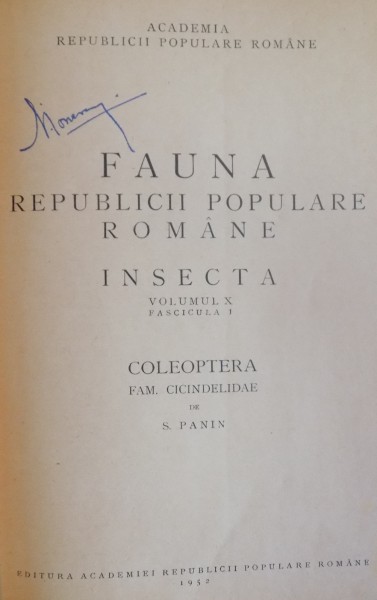 ACADEMIA
REPUBLICII POPULARE ROMÂNE
FAUNA
REPUBLICII POPULARE
ROMÂNE
INSECTA
VOLUMUL X
FASCICULA 1
COLEOPTERA
FAM. CICINDELIDAE
DE
S. PANIN
EDITURA ACADEMIEI REPUBLICII POPULARE ROMÂNE
1952